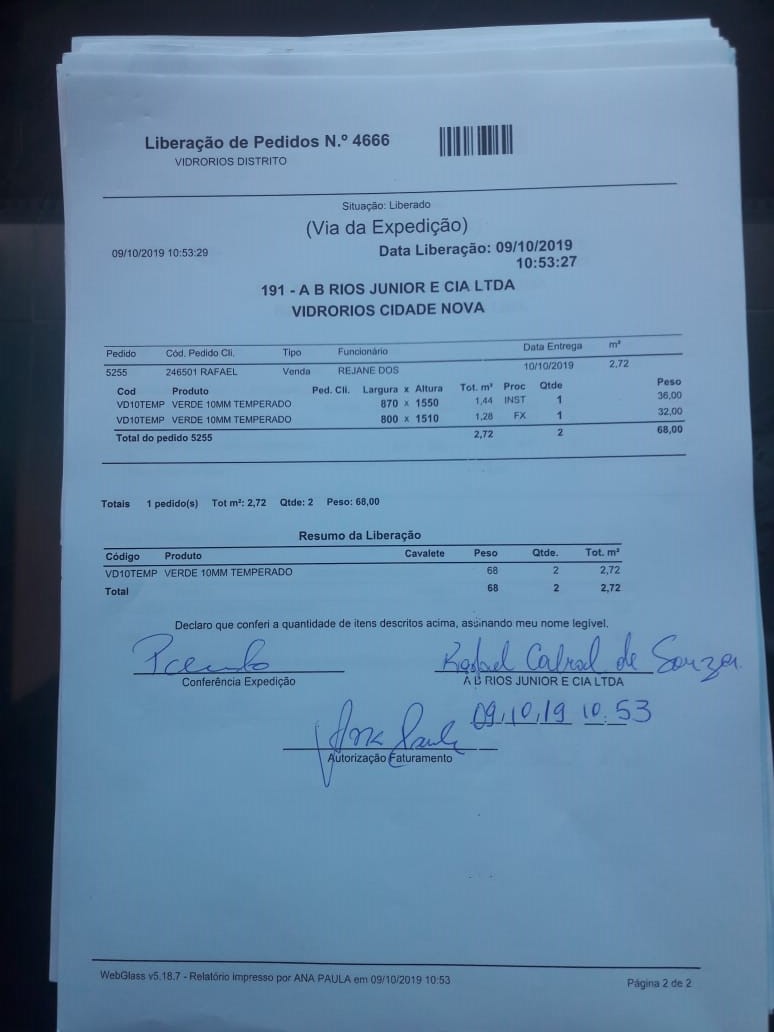 Liberação de Pedidos N.º 4666
VIDRORIOS DISTRITO
Situação: Liberado
(Via da Expedição)
09/10/2019 10:53:29
Data Liberação: 09/10/2019
10:53:27
191 - A B RIOS JUNIOR E CIA LTDA
VIDRORIOS CIDADE NOVA
Pedido Cód. Pedido Cli. Tipo Funcionário Data Entrega m²
5255 246501 RAFAEL Venda REJANE DOS 10/10/2019 2,72
Cod Produto Ped. Cli. Largura x Altura Tot. m² Proc Qtde Peso
VD10TEMP VERDE 10MM TEMPERADO 870 x 1550 1,44 INST 1 36,00
VD10TEMP VERDE 10MM TEMPERADO 800 x 1510 1,28 FX 1 32,00
Total do pedido 5255 2,72 2 68,00
Totais 1 pedido(s) Tot m²: 2,72 Qtde: 2 Peso: 68,00
Resumo da Liberação
Código Produto Cavalete Peso Qtde. Tot. m²
VD10TEMP VERDE 10MM TEMPERADO 68 2 2,72
Total 68 2 2,72
Declaro que conferi a quantidade de itens descritos acima, assinando meu nome legível.
Rafael Cabral de Souza
Conferência Expedição A B RIOS JUNIOR E CIA LTDA
09,10,19 10:53
Ana Paula
Autorização Faturamento
WebGlass v5.18.7 - Relatório impresso por ANA PAULA em 09/10/2019 10:53
Página 2 de 2